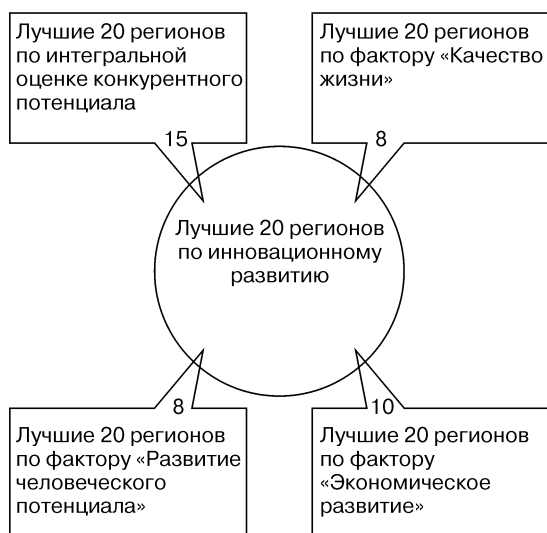 Лучшие 20 регионов
по интегральной
оценке конкурентного
потенциала
15
Лучшие 20 регионов
по фактору «Качество
жизни»
8
Лучшие 20 регионов
по инновационному
развитию
8
Лучшие 20 регионов
по фактору «Развитие
человеческого
потенциала»
10
Лучшие 20 регионов
по фактору
«Экономическое
развитие»